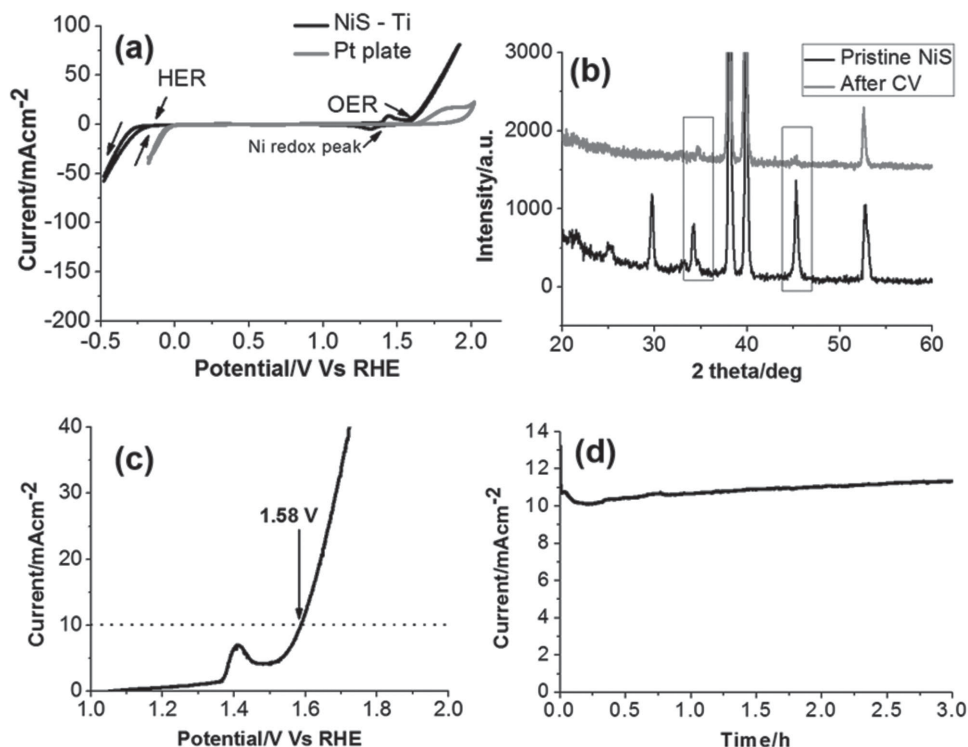 (a)
NiS - Ti
Pt plate
HER
OER
Ni redox peak
100
50
0
-50
-100
-150
-200
Current/mAcm-2
-0.5
0.0
0.5
1.0
1.5
2.0
Potential/V Vs RHE
(b)
Pristine NiS
After CV
3000
2000
1000
0
Intensity/a.u.
20
30
40
50
60
2 theta/deg
(c)
1.58 V
40
30
20
10
0
Current/mAcm-2
1.0
1.2
1.4
1.6
1.8
2.0
Potential/V Vs RHE
(d)
14
12
10
8
6
4
2
0
Current/mAcm-2
0.0
0.5
1.0
1.5
2.0
2.5
3.0
Time/h